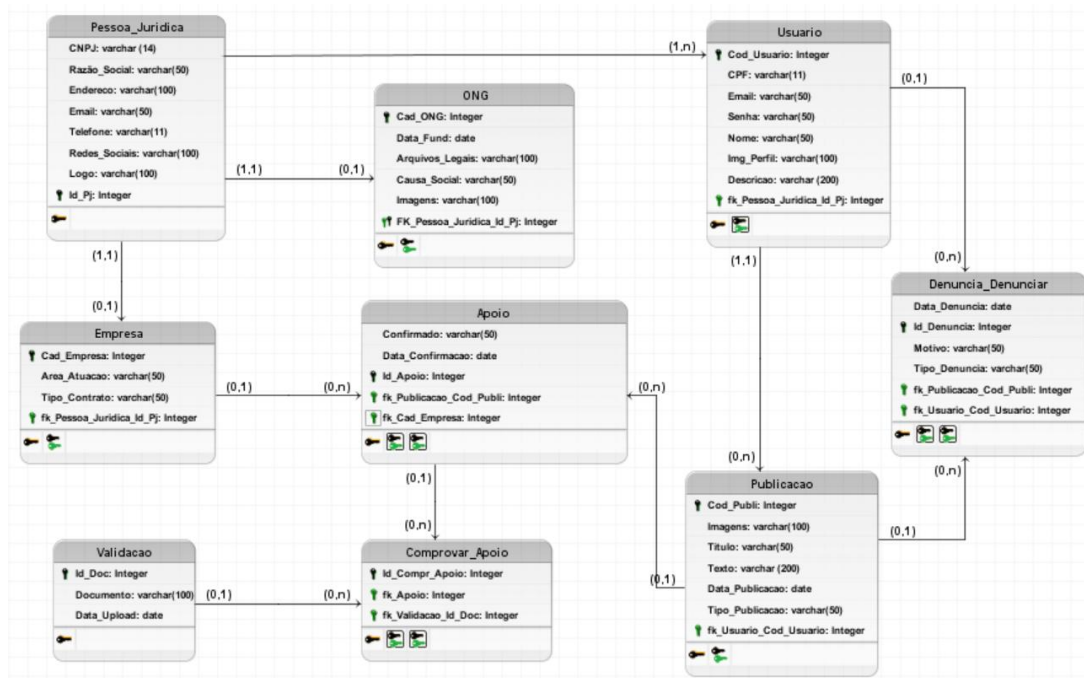 Pessoa_Juridica
CNPJ: varchar (14)
Razão_Social: varchar(50)
Endereco: varchar(100)
Email: varchar(50)
Telefone: varchar(11)
Redes_Sociais: varchar(100)
Logo: varchar(100)
Id_Pj: Integer
(1,n)
(1,1)
(0,1)
(1,1)
(0,1)
ONG
Cad_ONG: Integer
Data_Fund: date
Arquivos_Legais: varchar(100)
Causa_Social: varchar(50)
Imagens: varchar(100)
FK_Pessoa_Juridica_Id_Pj: Integer
Usuario
Cod_Usuario: Integer
CPF: varchar(11)
Email: varchar(50)
Senha: varchar(50)
Nome: varchar(50)
Img_Perfil: varchar(100)
Descricao: varchar (200)
fk_Pessoa_Juridica_Id_Pj: Integer
(0,1)
(0,n)
(1,1)
(0,n)
Denuncia_Denunciar
Data_Denuncia: date
Id_Denuncia: Integer
Motivo: varchar(50)
Tipo_Denuncia: varchar(50)
fk_Publicacao_Cod_Publi: Integer
fk_Usuario_Cod_Usuario: Integer
(0,n)
(0,1)
Empresa
Cad_Empresa: Integer
Area_Atuacao: varchar(50)
Tipo_Contrato: varchar(50)
fk_Pessoa_Juridica_Id_Pj: Integer
(0,1)
(0,n)
Apoio
Confirmado: varchar(50)
Data_Confirmacao: date
Id_Apoio: Integer
fk_Publicacao_Cod_Publi: Integer
fk_Cad_Empresa: Integer
(0,n)
(0,1)
(0,1)
(0,n)
Publicacao
Cod_Publi: Integer
Imagens: varchar(100)
Titulo: varchar(50)
Texto: varchar (200)
Data_Publicacao: date
Tipo_Publicacao: varchar(50)
fk_Usuario_Cod_Usuario: Integer
Validacao
Id_Doc: Integer
Documento: varchar(100)
Data_Upload: date
(0,1)
(0,n)
Comprovar_Apoio
Id_Compr_Apoio: Integer
fk_Apoio: Integer
fk_Validacao_Id_Doc: Integer